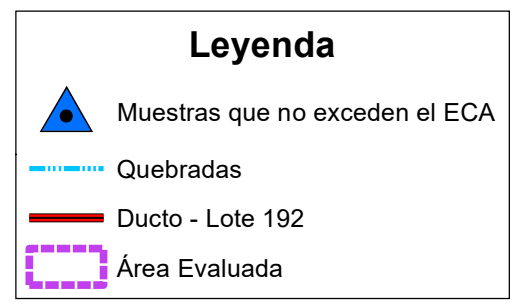 Leyenda
Muestras que no exceden el ECA
Quebradas
Ducto - Lote 192
Área Evaluada